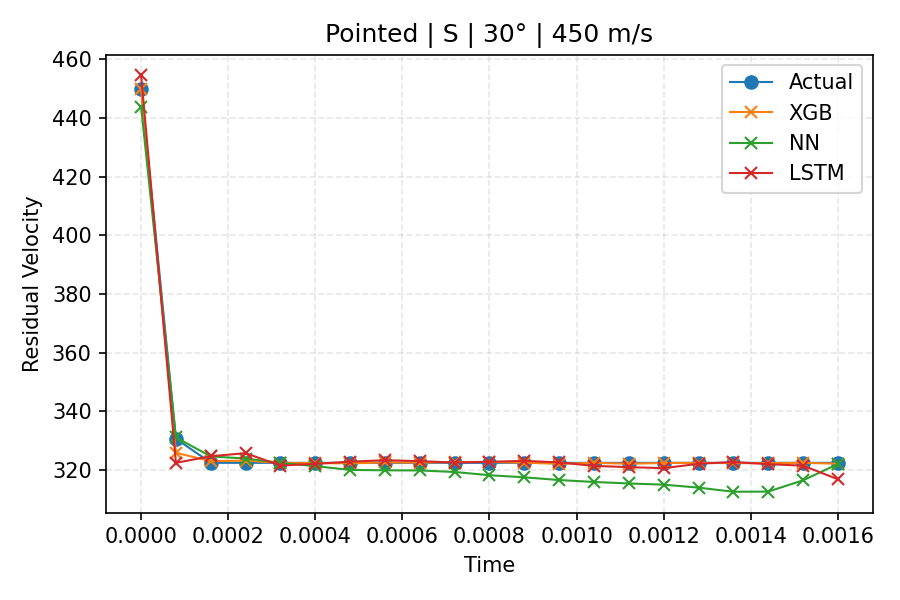 Pointed | S | 30° | 450 m/s
Residual Velocity
460
440
420
400
380
360
340
320
Actual
XGB
NN
LSTM
0.0000 0.0002 0.0004 0.0006 0.0008 0.0010 0.0012 0.0014 0.0016
Time